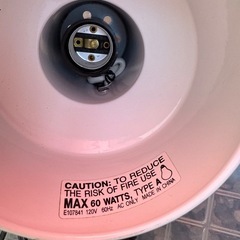 CAUTION: TO REDUCE
THE RISK OF FIRE USE
MAX 60 WATTS, TYPE A
E107841 120V 60Hz AC ONLY MADE IN CHINA